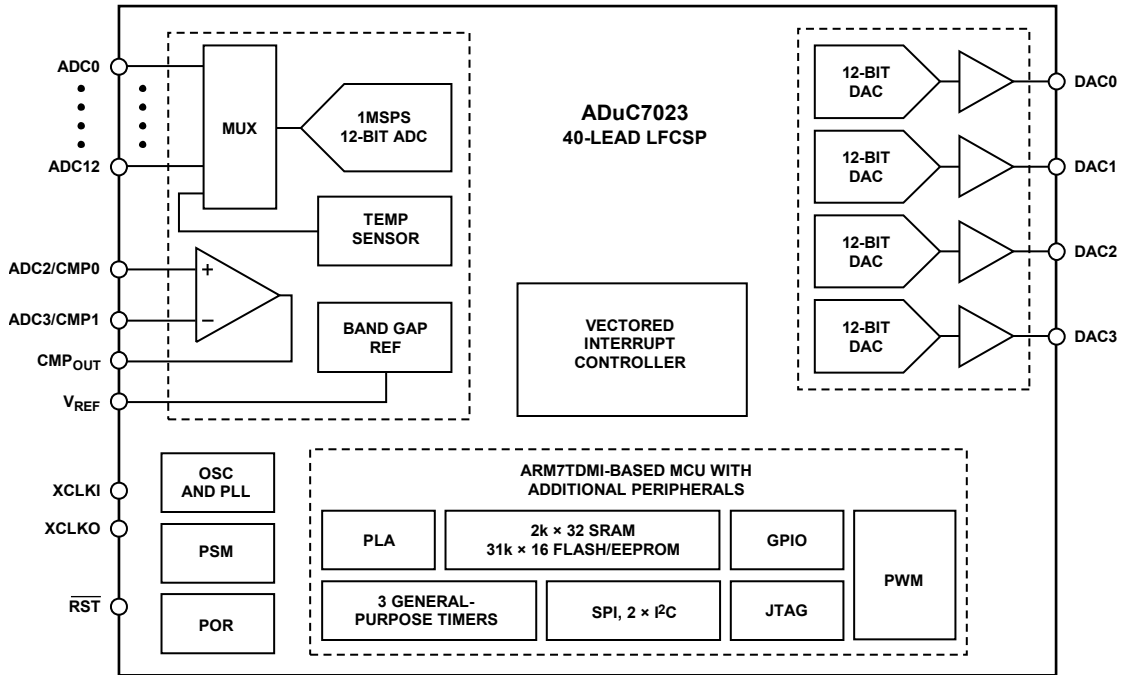 ADC0
ADC12
ADC2/CMP0
ADC3/CMP1
CMPOUT
VREF
XCLKI
XCLKO
RST
MUX
1MSPS
12-BIT ADC
TEMP
SENSOR
+
−
BAND GAP
REF
ADuC7023
40-LEAD LFCSP
VECTORED
INTERRUPT
CONTROLLER
12-BIT
DAC
DAC0
12-BIT
DAC
DAC1
12-BIT
DAC
DAC2
12-BIT
DAC
DAC3
OSC
AND PLL
PSM
POR
ARM7TDMI-BASED MCU WITH
ADDITIONAL PERIPHERALS
PLA
2k × 32 SRAM
31k × 16 FLASH/EEPROM
GPIO
PWM
3 GENERAL-
PURPOSE TIMERS
SPI, 2 × I2C
JTAG